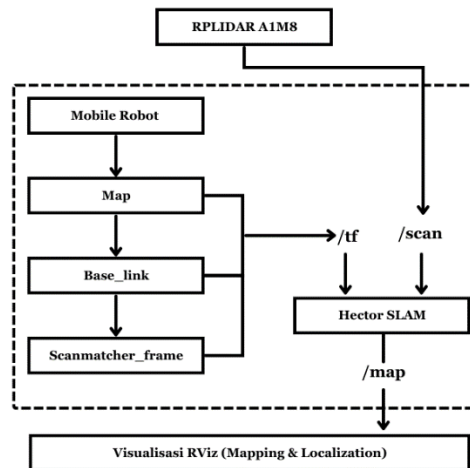 RPLIDAR A1M8
Mobile Robot
Map
/tf
/scan
Base_link
Hector SLAM
Scanmatcher_frame
/map
Visualisasi RViz (Mapping & Localization)